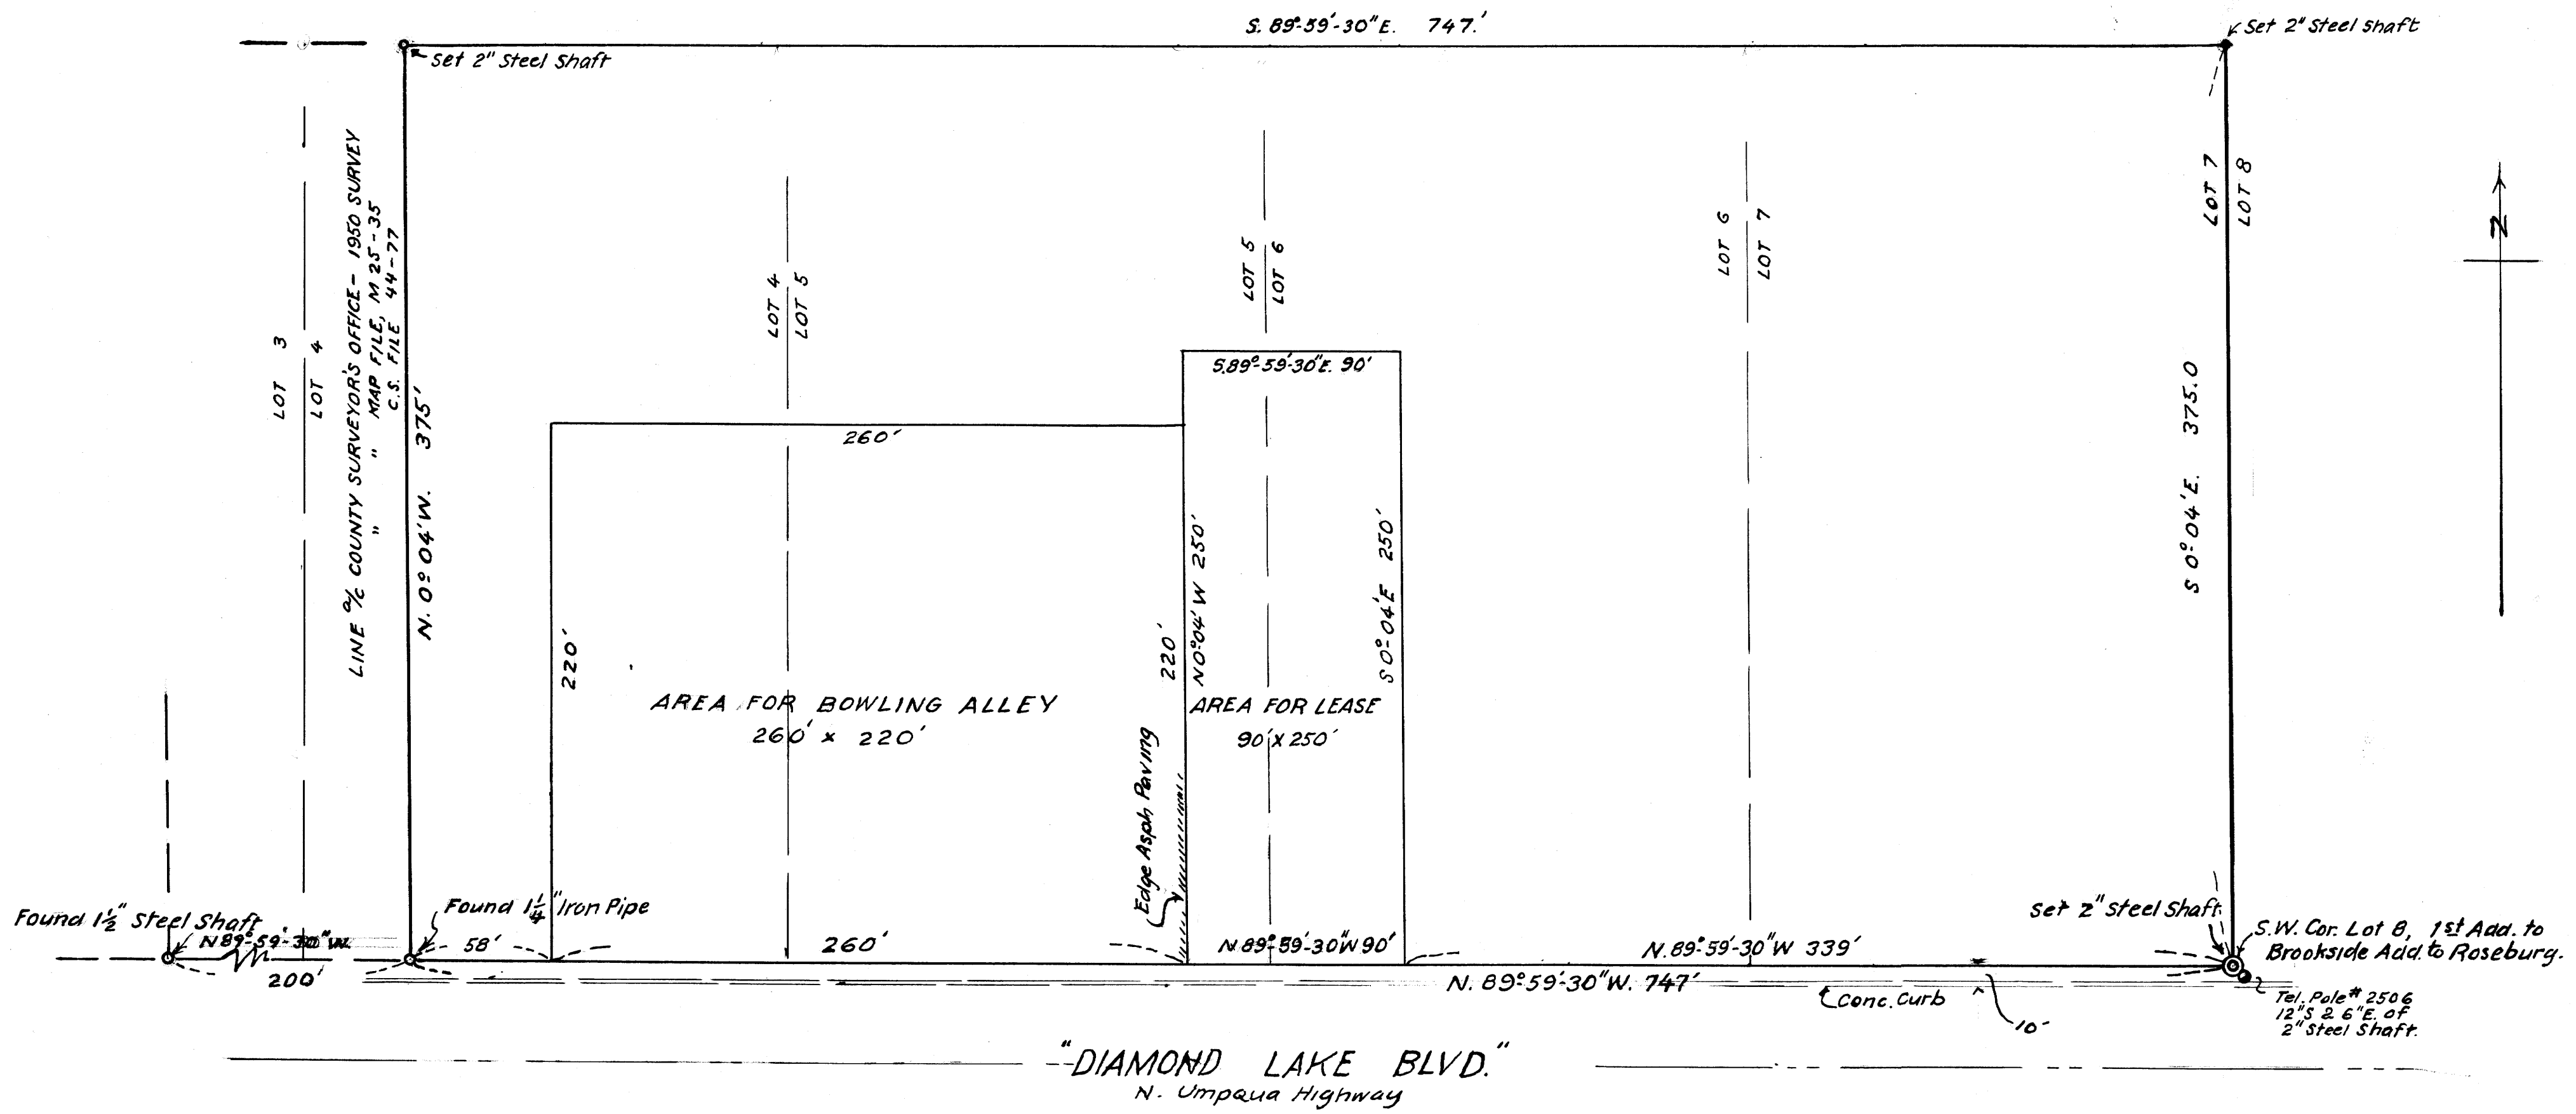 S. 89°-59'-30"E. 747.'
Set 2" Steel Shaft
Set 2" Steel Shaft
LOT 3
LOT 4
LINE a/c COUNTY SURVEYOR'S OFFICE - 1950 SURVEY
" " MAP FILE, M 25-35
C.S. FILE 44-77
N. 0° 04' W. 375'
LOT 4
LOT 5
LOT 5
LOT 6
LOT 6
LOT 7
LOT 7
LOT 8
N
S 0° 04' E. 375.0
S.89°-59'-30"E. 90'
260'
220'
220'
N 0°-04' W 250'
S 0°-04' E 250'
AREA FOR BOWLING ALLEY
260' x 220'
AREA FOR LEASE
90' X 250'
Edge Asph Paving
Found 1½" Steel Shaft
N 89°-59'-30" W.
200'
Found 1¼" Iron Pipe
58'
260'
N.89°-59'-30"W 90'
N.89°-59'-30"W 339'
N. 89°-59'-30"W. 747'
Conc. Curb
10'
Set 2" Steel Shaft
S.W. Cor. Lot 8, 1st Add. to
Brookside Add. to Roseburg.
Tel. Pole # 2506
12"S & 6"E. of
2" Steel Shaft.
"DIAMOND LAKE BLVD."
N. Umpqua Highway